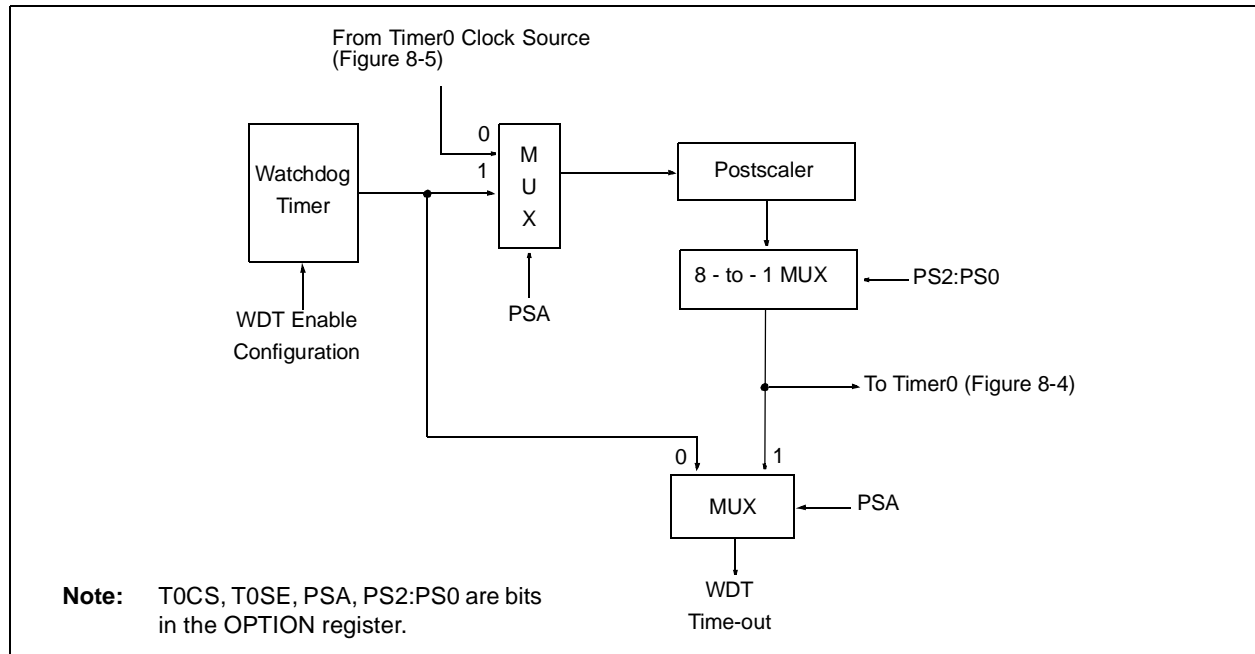 From Timer0 Clock Source
(Figure 8-5)
0
1
M
U
X
Watchdog
Timer
Postscaler
8 - to - 1 MUX
PS2:PS0
PSA
WDT Enable
Configuration
To Timer0 (Figure 8-4)
0
1
MUX
PSA
WDT
Time-out
Note: T0CS, T0SE, PSA, PS2:PS0 are bits
in the OPTION register.